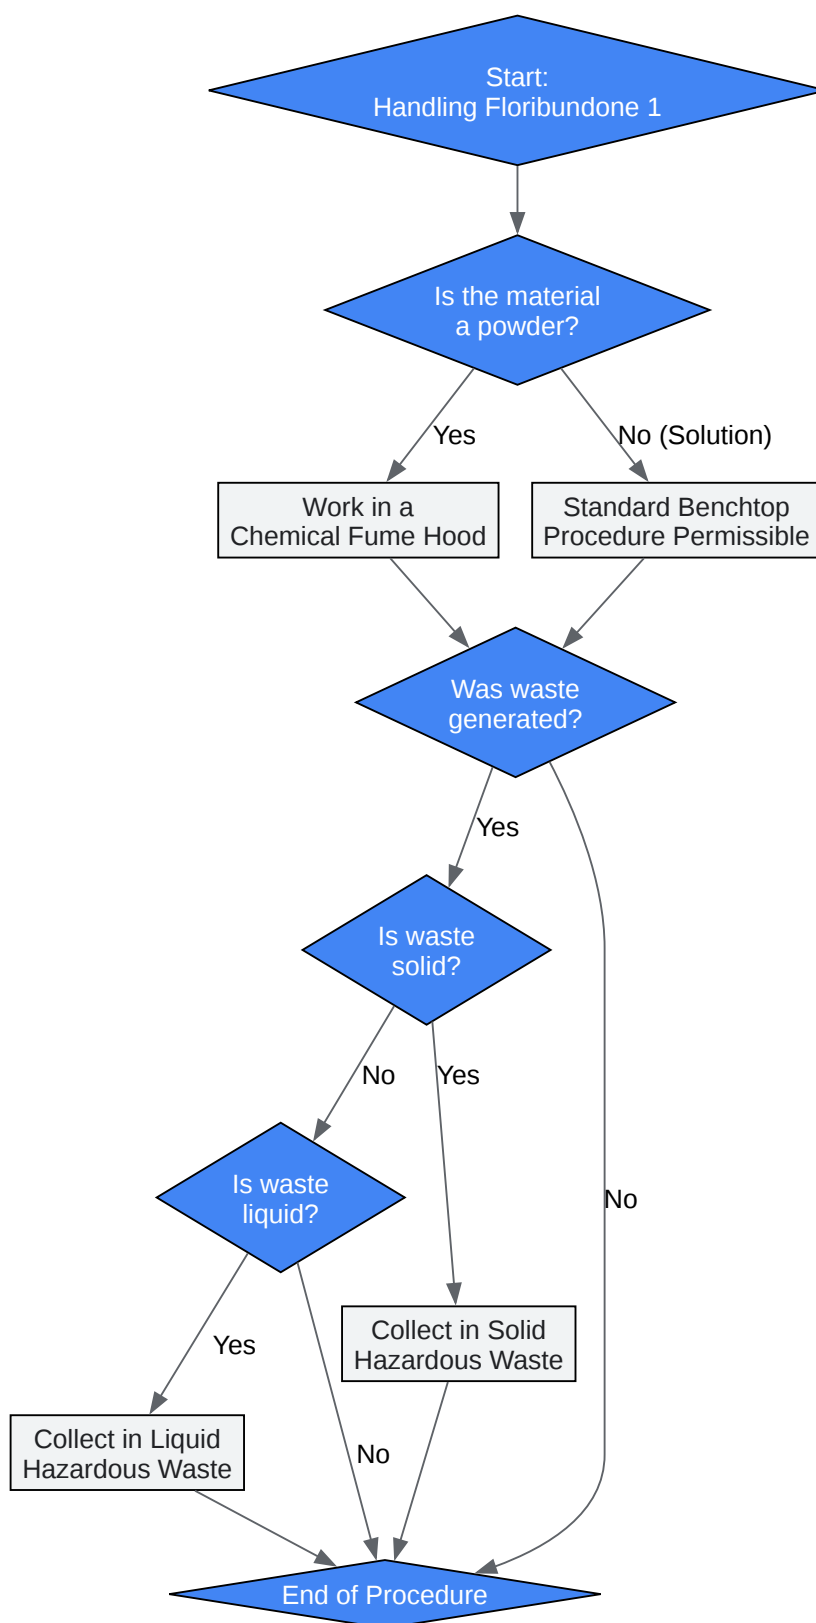 Start:
Handling Floribundone 1
Is the material
a powder?
Yes
No (Solution)
Work in a
Chemical Fume Hood
Standard Benchtop
Procedure Permissible
Was waste
generated?
Yes
Is waste
solid?
No
Yes
Is waste
liquid?
No
Yes
Collect in Solid
Hazardous Waste
Collect in Liquid
Hazardous Waste
No
End of Procedure